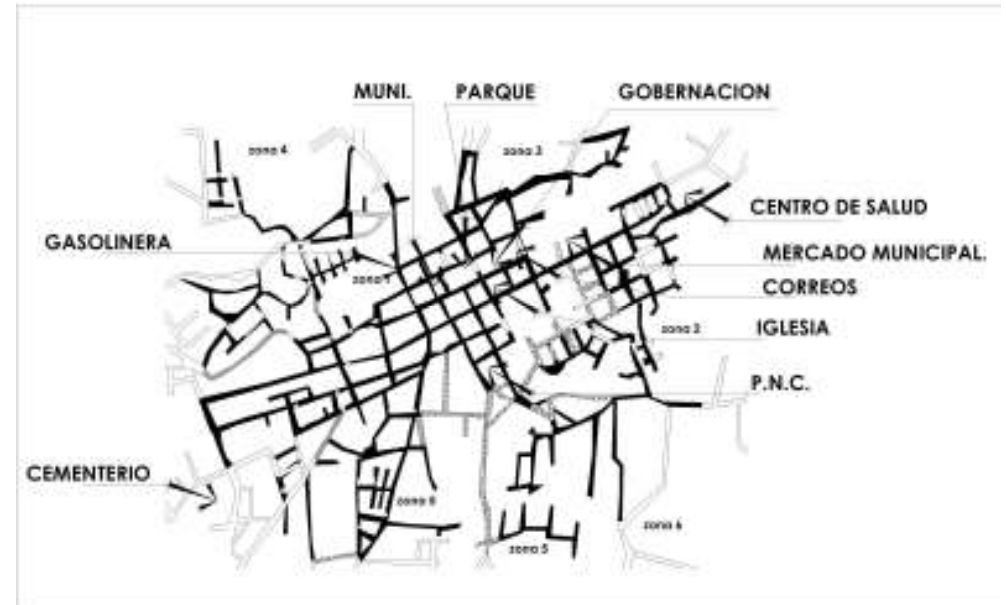 MUNI.
PARQUE
GOBERNACION
zona 4
zona 3
CENTRO DE SALUD
GASOLINERA
MERCADO MUNICIPAL.
CORREOS
zona 2
IGLESIA
P.N.C.
CEMENTERIO
zona 6
zona 5